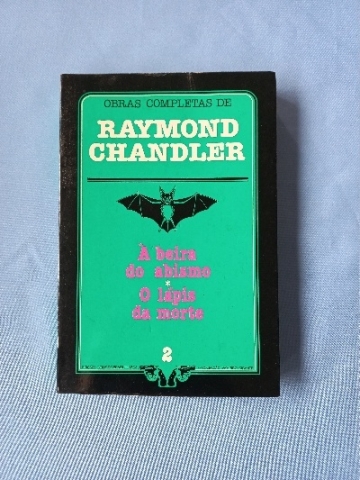 OBRAS COMPLETAS DE
RAYMOND
CHANDLER
À beira
do abismo
e
O lápis
da morte
2